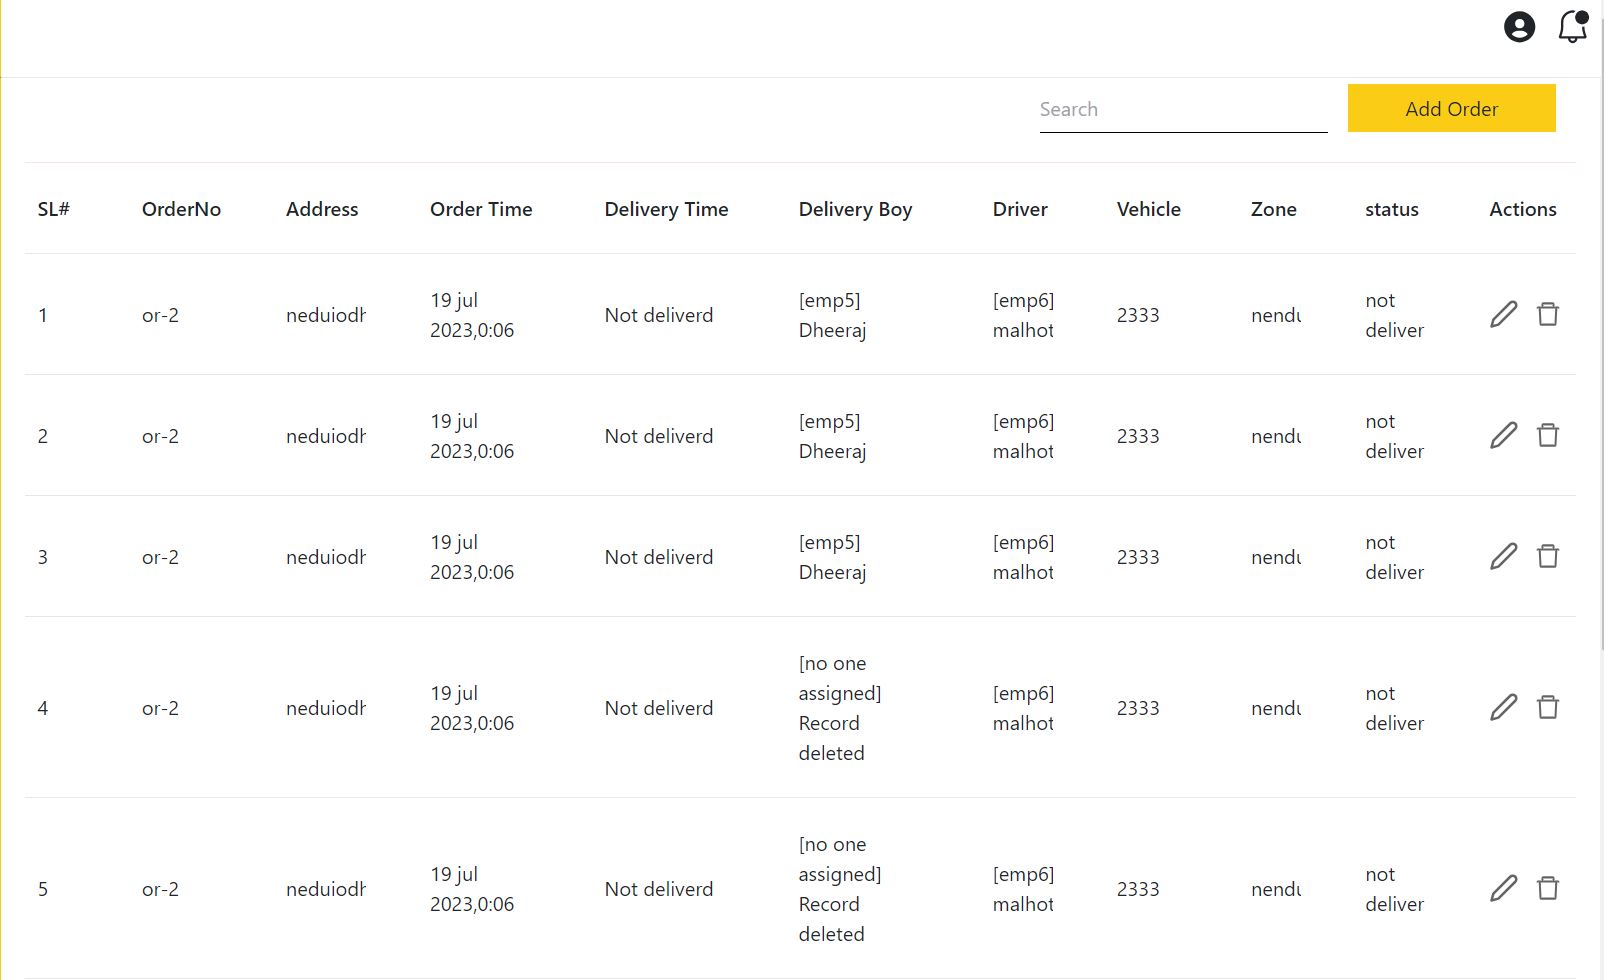 Search
Add Order
SL# OrderNo Address Order Time Delivery Time Delivery Boy Driver Vehicle Zone status Actions
1 or-2 neduiodh 19 jul 2023,0:06 Not deliverd [emp5] Dheeraj [emp6] malhot 2333 nendu not deliver
2 or-2 neduiodh 19 jul 2023,0:06 Not deliverd [emp5] Dheeraj [emp6] malhot 2333 nendu not deliver
3 or-2 neduiodh 19 jul 2023,0:06 Not deliverd [emp5] Dheeraj [emp6] malhot 2333 nendu not deliver
4 or-2 neduiodh 19 jul 2023,0:06 Not deliverd [no one assigned] Record deleted [emp6] malhot 2333 nendu not deliver
5 or-2 neduiodh 19 jul 2023,0:06 Not deliverd [no one assigned] Record deleted [emp6] malhot 2333 nendu not deliver